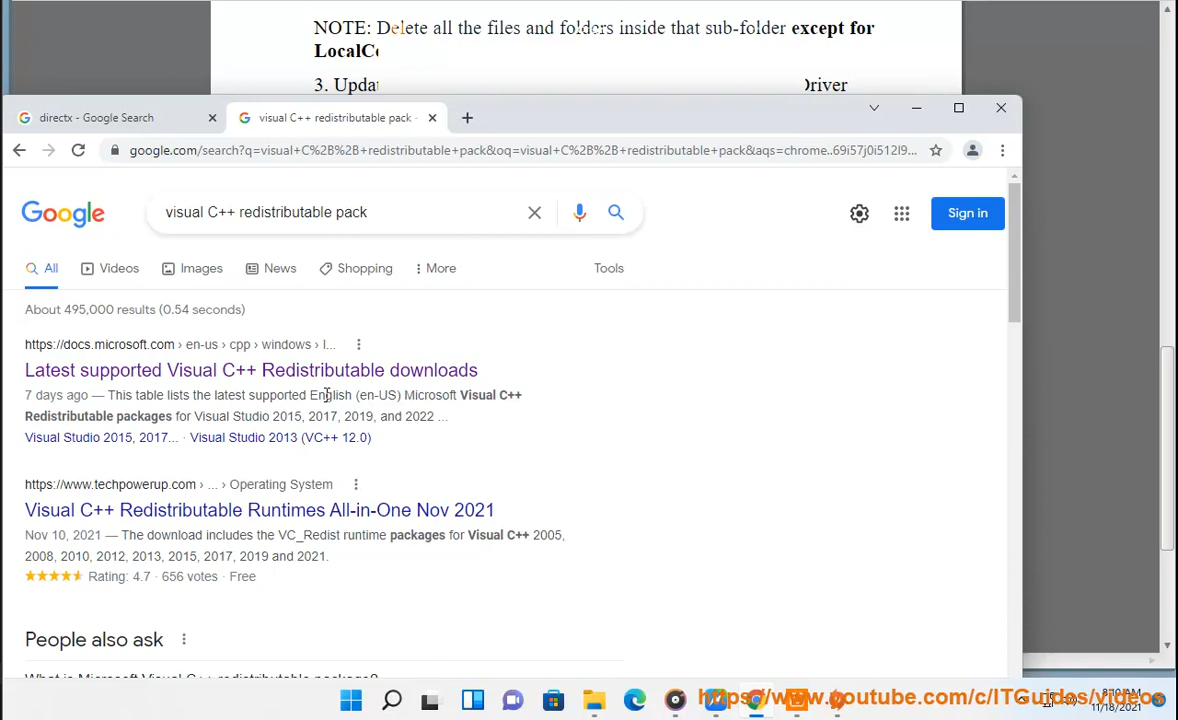 NOTE: Delete all the files and folders inside that sub-folder except for
3. Driver
directx - Google Search
visual C++ redistributable pack -
google.com/search?q=visual+C%2B%2B+redistributable+pack&oq=visual+C%2B%2B+redistributable+pack&aqs=chrome..69i57j0i512l9...
Google
visual C++ redistributable pack
Sign in
All
Videos
Images
News
Shopping
More
Tools
About 495,000 results (0.54 seconds)
https://docs.microsoft.com › en-us › cpp › windows › l...
Latest supported Visual C++ Redistributable downloads
7 days ago — This table lists the latest supported English (en-US) Microsoft Visual C++
Redistributable packages for Visual Studio 2015, 2017, 2019, and 2022 ...
Visual Studio 2015, 2017... · Visual Studio 2013 (VC++ 12.0)
https://www.techpowerup.com › ... › Operating System
Visual C++ Redistributable Runtimes All-in-One Nov 2021
Nov 10, 2021 — The download includes the VC_Redist runtime packages for Visual C++ 2005,
2008, 2010, 2012, 2013, 2015, 2017, 2019 and 2021.
Rating: 4.7 · 656 votes · Free
People also ask
What is Microsoft Visual C++ redistributable package?
https://www.youtube.com/c/ITGuides/videos
8:10 AM
11/18/2021